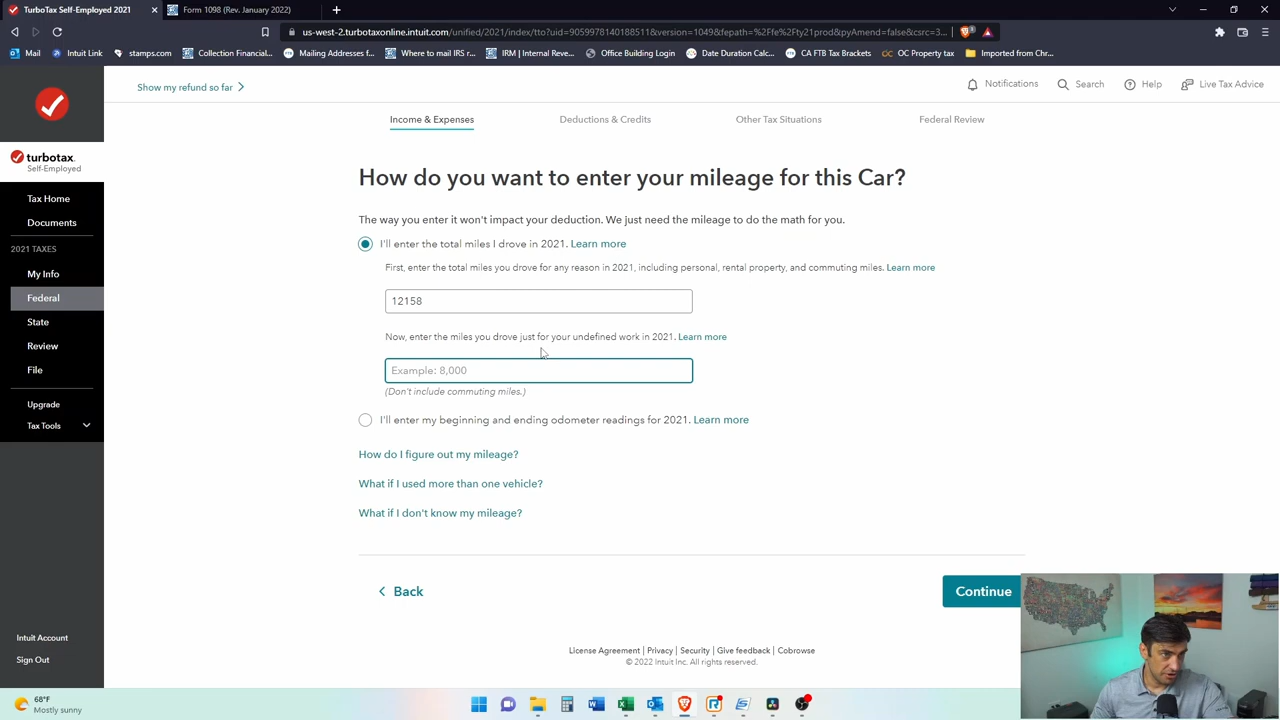 TurboTax Self-Employed 2021
Form 1098 (Rev. January 2022)
us-west-2.turbotaxonline.intuit.com/unified/2021/index/tto?uid=9059978140188511&version=1049&fepath=%2Ffe%2Fty21prod&pyAmend=false&csrc=3...
Mail
Intuit Link
stamps.com
Collection Financial...
Mailing Addresses f...
Where to mail IRS r...
IRM | Internal Reve...
Office Building Quote
Date Duration Calc...
CA FTB Tax Brackets
OC Property tax
Imported from Chr...
Show my refund so far
Notifications
Search
Help
Live Tax Advice
Income & Expenses
Deductions & Credits
Other Tax Situations
Federal Review
turbotax
Self-Employed
Tax Home
Documents
2021 TAXES
My Info
Federal
State
Review
File
Upgrade
Tax Tools
Intuit Account
Sign Out
How do you want to enter your mileage for this Car?
The way you enter it won't impact your deduction. We just need the mileage to do the math for you.
I'll enter the total miles I drove in 2021. Learn more
First, enter the total miles you drove for any reason in 2021, including personal, rental property, and commuting miles. Learn more
12158
Now, enter the miles you drove just for your undefined work in 2021. Learn more
Example: 8,000
(Don't include commuting miles.)
I'll enter my beginning and ending odometer readings for 2021. Learn more
How do I figure out my mileage?
What if I used more than one vehicle?
What if I don't know my mileage?
Back
Continue
License Agreement | Privacy | Security | Give feedback | Cobrowse
© 2022 Intuit Inc. All rights reserved.
68°F
Mostly sunny